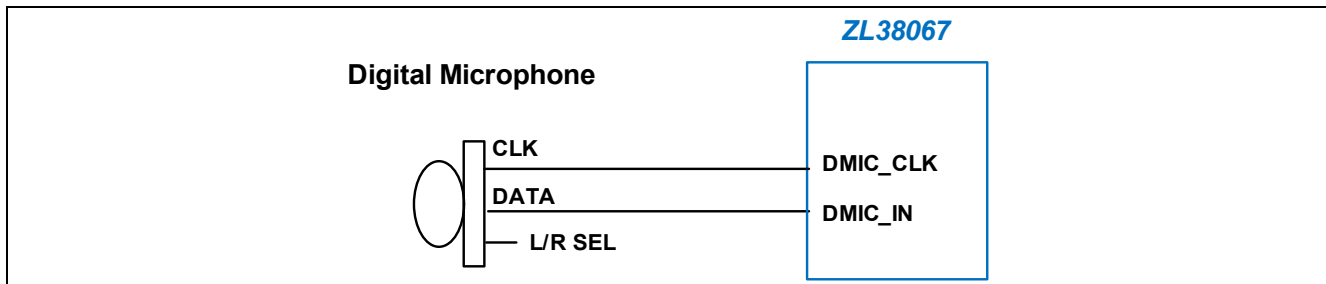 ZL38067
Digital Microphone
CLK
DMIC_CLK
DATA
DMIC_IN
L/R SEL